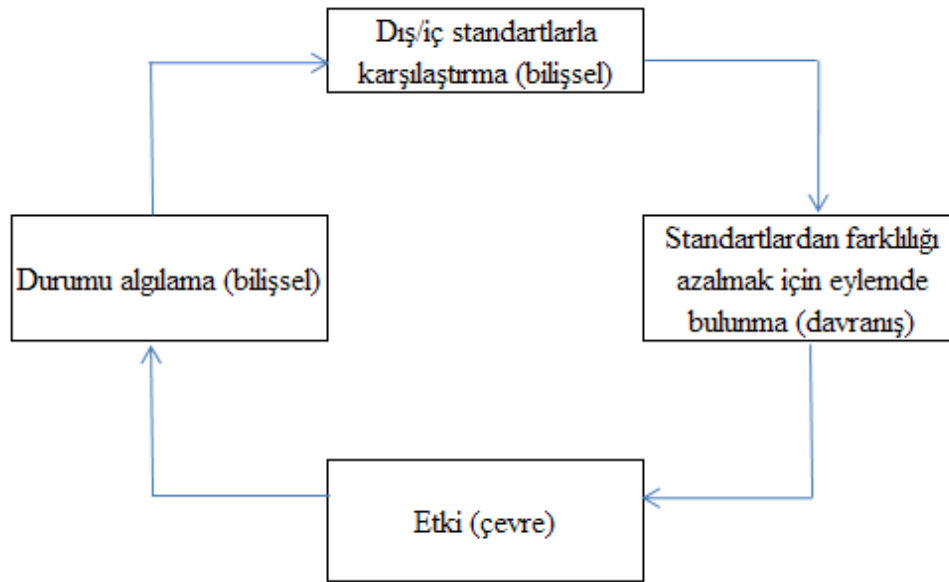 Dış/iç standartlarla
karşılaştırma (bilişsel)
Durumu algılama (bilişsel)
Standartlardan farklılığı
azalmak için eylemde
bulunma (davranış)
Etki (çevre)